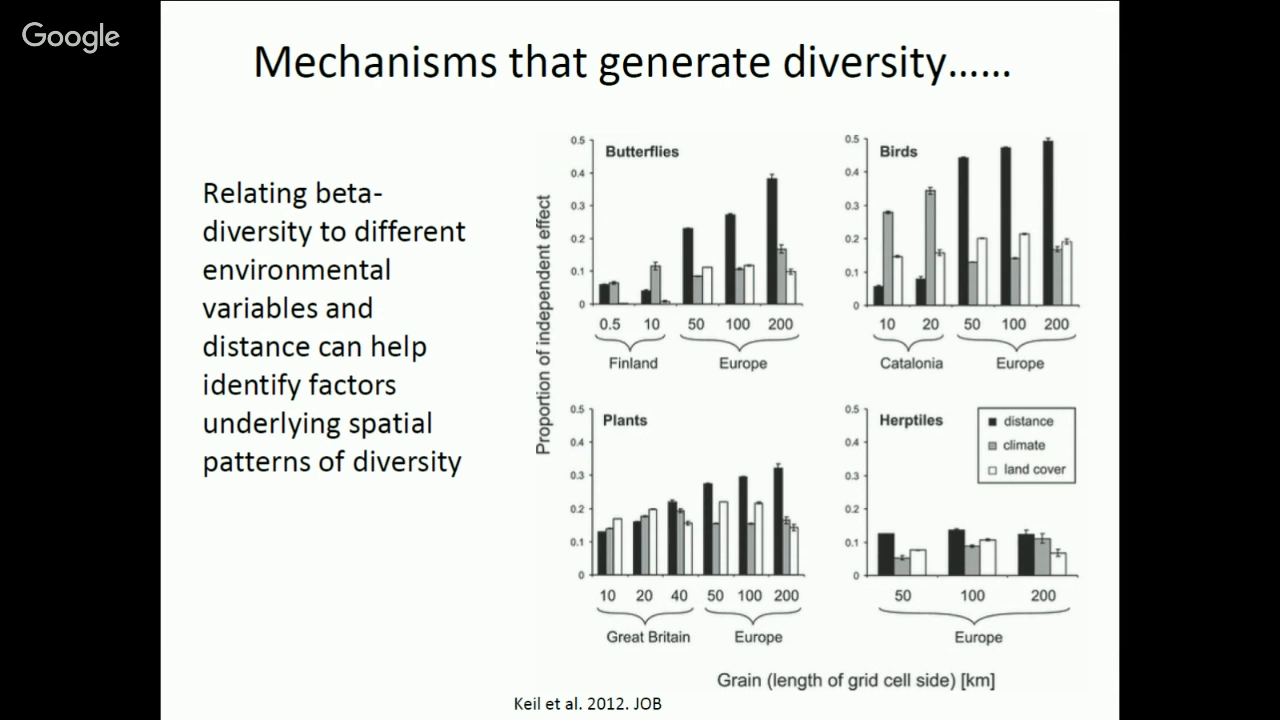 Google
Mechanisms that generate diversity......
Relating beta-
diversity to different
environmental
variables and
distance can help
identify factors
underlying spatial
patterns of diversity
Proportion of independent effect
Butterflies
0.5
0.4
0.3
0.2
0.1
0
0.5 10 50 100 200
Finland Europe
Birds
0.5
0.4
0.3
0.2
0.1
0
10 20 50 100 200
Catalonia Europe
Plants
0.5
0.4
0.3
0.2
0.1
0
10 20 40 50 100 200
Great Britain Europe
Herptiles
0.5
0.4
0.3
0.2
0.1
0
distance
climate
land cover
50 100 200
Europe
Grain (length of grid cell side) [km]
Keil et al. 2012. JOB